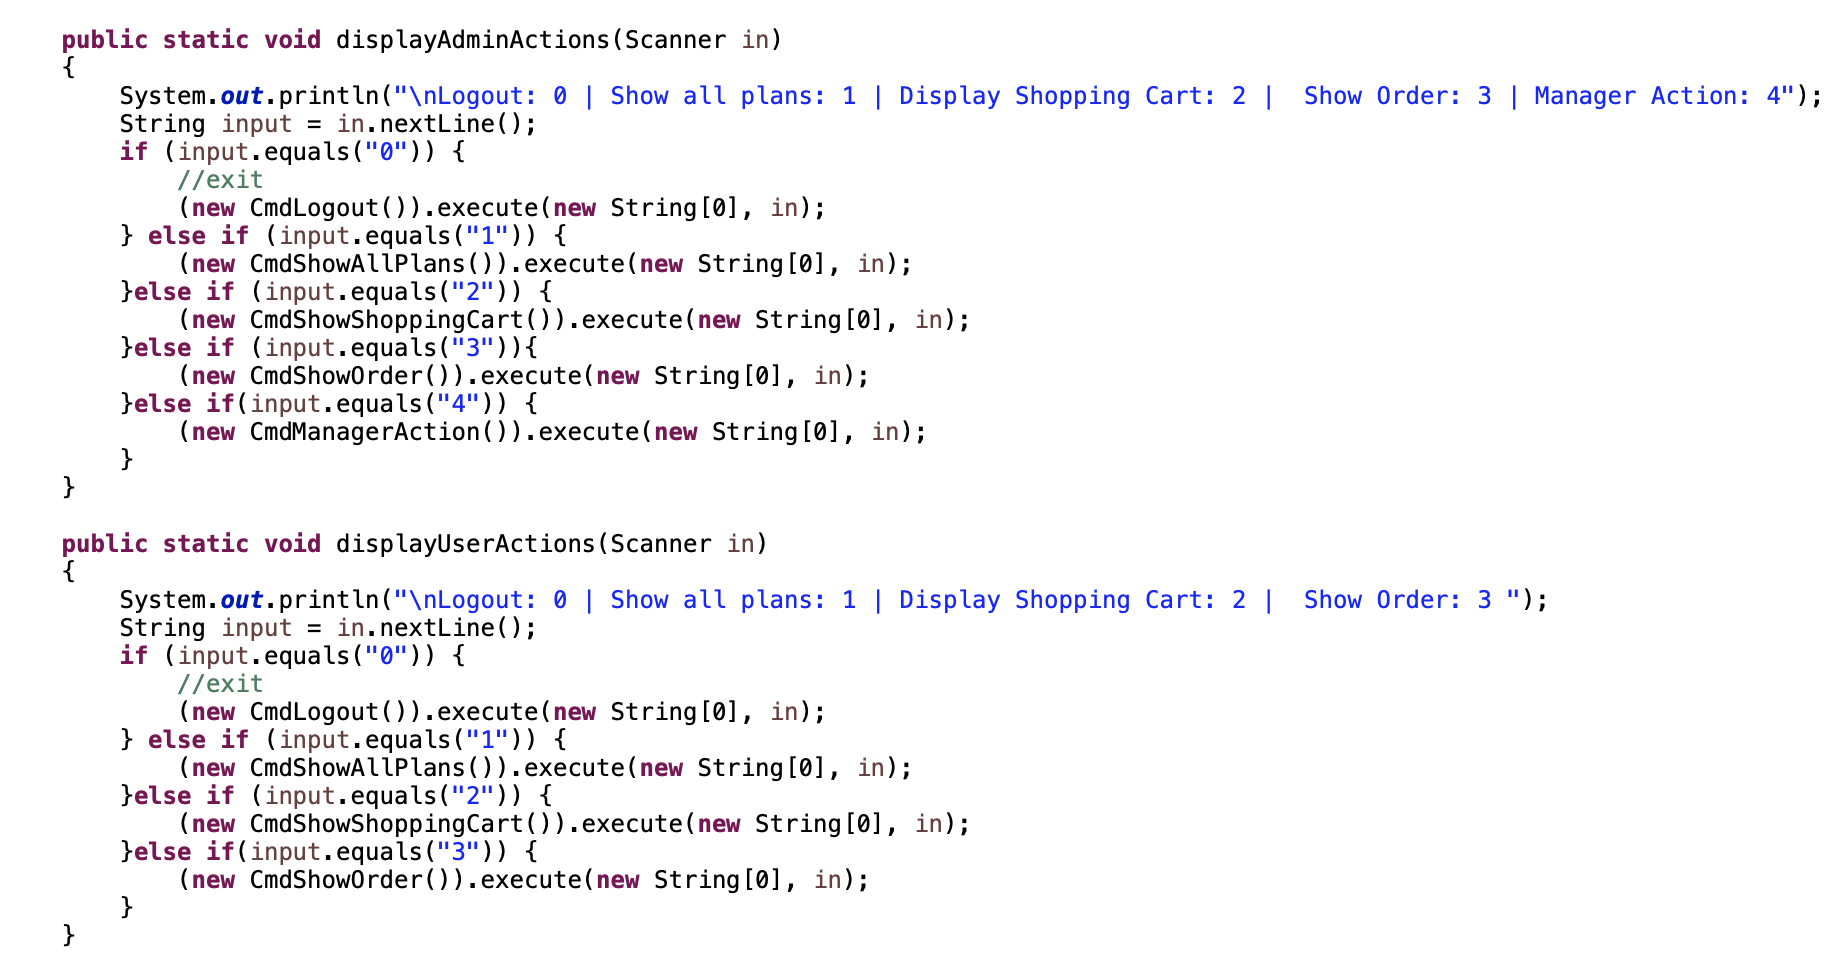 public static void displayAdminActions(Scanner in)
{
    System.out.println("\nLogout: 0 | Show all plans: 1 | Display Shopping Cart: 2 |  Show Order: 3 | Manager Action: 4");
    String input = in.nextLine();
    if (input.equals("0")) {
        //exit
        (new CmdLogout()).execute(new String[0], in);
    } else if (input.equals("1")) {
        (new CmdShowAllPlans()).execute(new String[0], in);
    }else if (input.equals("2")) {
        (new CmdShowShoppingCart()).execute(new String[0], in);
    }else if (input.equals("3")){
        (new CmdShowOrder()).execute(new String[0], in);
    }else if(input.equals("4")) {
        (new CmdManagerAction()).execute(new String[0], in);
    }
}

public static void displayUserActions(Scanner in)
{
    System.out.println("\nLogout: 0 | Show all plans: 1 | Display Shopping Cart: 2 |  Show Order: 3 ");
    String input = in.nextLine();
    if (input.equals("0")) {
        //exit
        (new CmdLogout()).execute(new String[0], in);
    } else if (input.equals("1")) {
        (new CmdShowAllPlans()).execute(new String[0], in);
    }else if (input.equals("2")) {
        (new CmdShowShoppingCart()).execute(new String[0], in);
    }else if(input.equals("3")) {
        (new CmdShowOrder()).execute(new String[0], in);
    }
}